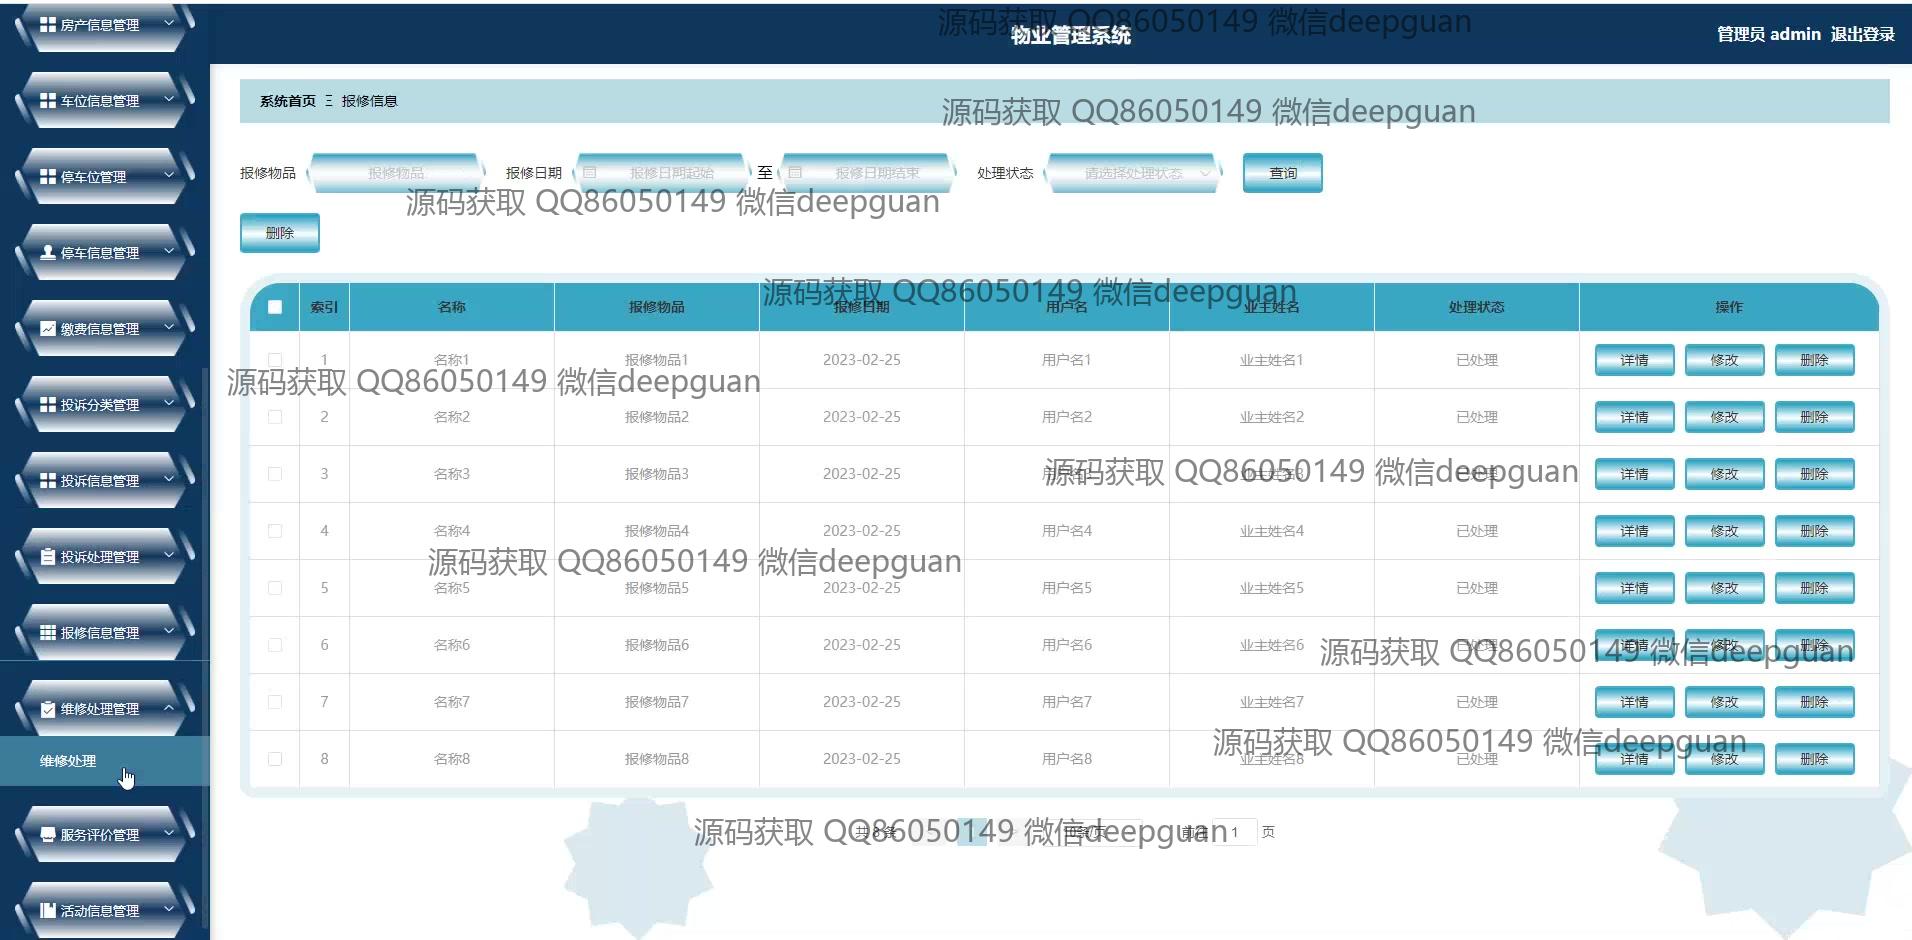 物业管理系统
管理员 admin 退出登录
源码获取 QQ86050149 微信deepguan
房产信息管理
车位信息管理
停车位管理
停车信息管理
缴费信息管理
投诉分类管理
投诉信息管理
投诉处理管理
报修信息管理
维修处理管理
维修处理
服务评价管理
活动信息管理
系统首页 Ξ 报修信息
源码获取 QQ86050149 微信deepguan
报修物品 报修物品 报修日期 报修日期起始 至 报修日期结束 处理状态 请选择处理状态 查询
源码获取 QQ86050149 微信deepguan
删除
源码获取 QQ86050149 微信deepguan
索引 名称 报修物品 报修日期 用户名 业主姓名 处理状态 操作
1 名称1 报修物品1 2023-02-25 用户名1 业主姓名1 已处理 详情 修改 删除
源码获取 QQ86050149 微信deepguan
2 名称2 报修物品2 2023-02-25 用户名2 业主姓名2 已处理 详情 修改 删除
3 名称3 报修物品3 2023-02-25 用户名3 业主姓名3 已处理 详情 修改 删除
源码获取 QQ86050149 微信deepguan
4 名称4 报修物品4 2023-02-25 用户名4 业主姓名4 已处理 详情 修改 删除
源码获取 QQ86050149 微信deepguan
5 名称5 报修物品5 2023-02-25 用户名5 业主姓名5 已处理 详情 修改 删除
6 名称6 报修物品6 2023-02-25 用户名6 业主姓名6 已处理 详情 修改 删除
源码获取 QQ86050149 微信deepguan
7 名称7 报修物品7 2023-02-25 用户名7 业主姓名7 已处理 详情 修改 删除
源码获取 QQ86050149 微信deepguan
8 名称8 报修物品8 2023-02-25 用户名8 业主姓名8 已处理 详情 修改 删除
共 8 条 10条/页 前往 1 页
源码获取 QQ86050149 微信deepguan